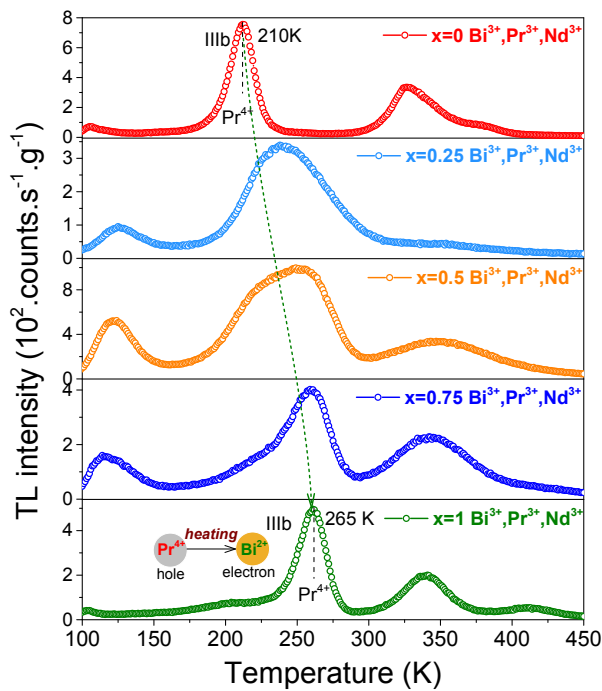 TL intensity (10².counts.s⁻¹.g⁻¹)
8
6
4
2
0
IIIb
210K
Pr⁴⁺
x=0 Bi³⁺,Pr³⁺,Nd³⁺
3
2
1
0
x=0.25 Bi³⁺,Pr³⁺,Nd³⁺
8
4
0
x=0.5 Bi³⁺,Pr³⁺,Nd³⁺
4
2
0
x=0.75 Bi³⁺,Pr³⁺,Nd³⁺
4
2
0
IIIb
265 K
x=1 Bi³⁺,Pr³⁺,Nd³⁺
Pr⁴⁺
heating
Bi²⁺
hole
electron
Pr⁴⁺
100 150 200 250 300 350 400 450
Temperature (K)